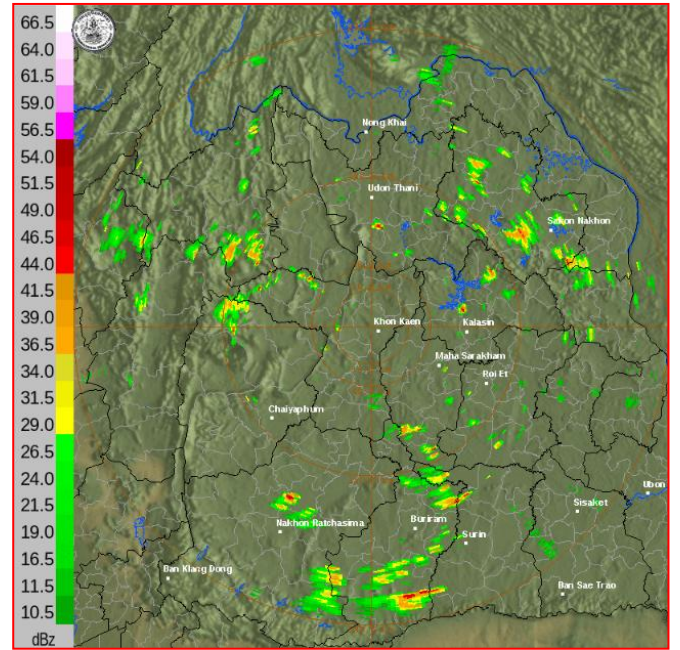 66.5
64.0
61.5
59.0
56.5
54.0
51.5
49.0
46.5
44.0
41.5
39.0
36.5
34.0
31.5
29.0
26.5
24.0
21.5
19.0
16.5
11.5
10.5
dBz
Nong Khai
Udon Thani
Sakon Nakhon
Khon Kaen
Kalasin
Maha Sarakham
Roi Et
Chaiyaphum
Ubon
Sisaket
Nakhon Ratchasima
Buriram
Surin
Ban Klang Dong
Ban Sae Trao